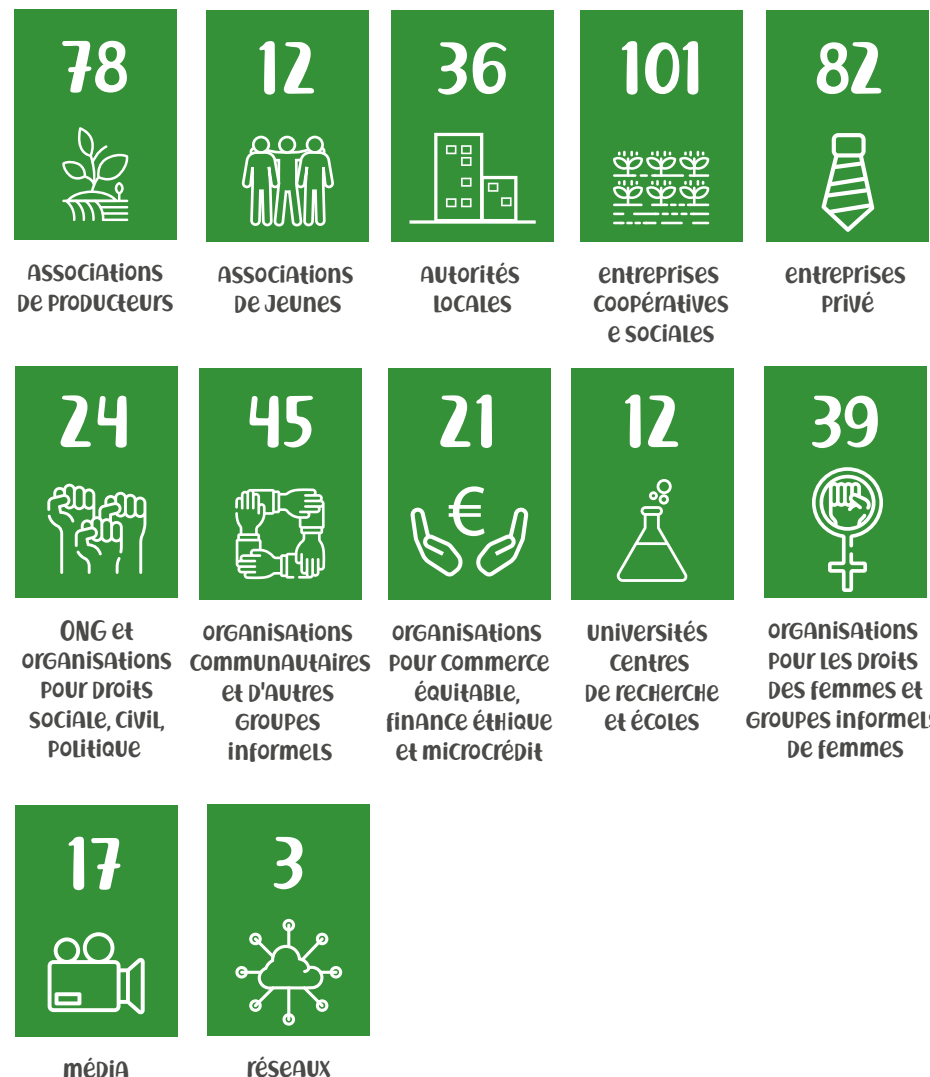 78
associations
de producteurs
12
associations
de jeunes
36
autorités
locales
101
entreprises
coopératives
e sociales
82
entreprises
privé
24
ONG et
organisations
pour droits
sociale, civil,
politique
45
organisations
communautaires
et d'autres
groupes
informels
21
€
organisations
pour commerce
équitable,
finance éthique
et microcrédit
12
universités
centres
de recherche
et écoles
39
organisations
pour les droits
des femmes et
groupes informels
de femmes
17
média
3
réseaux